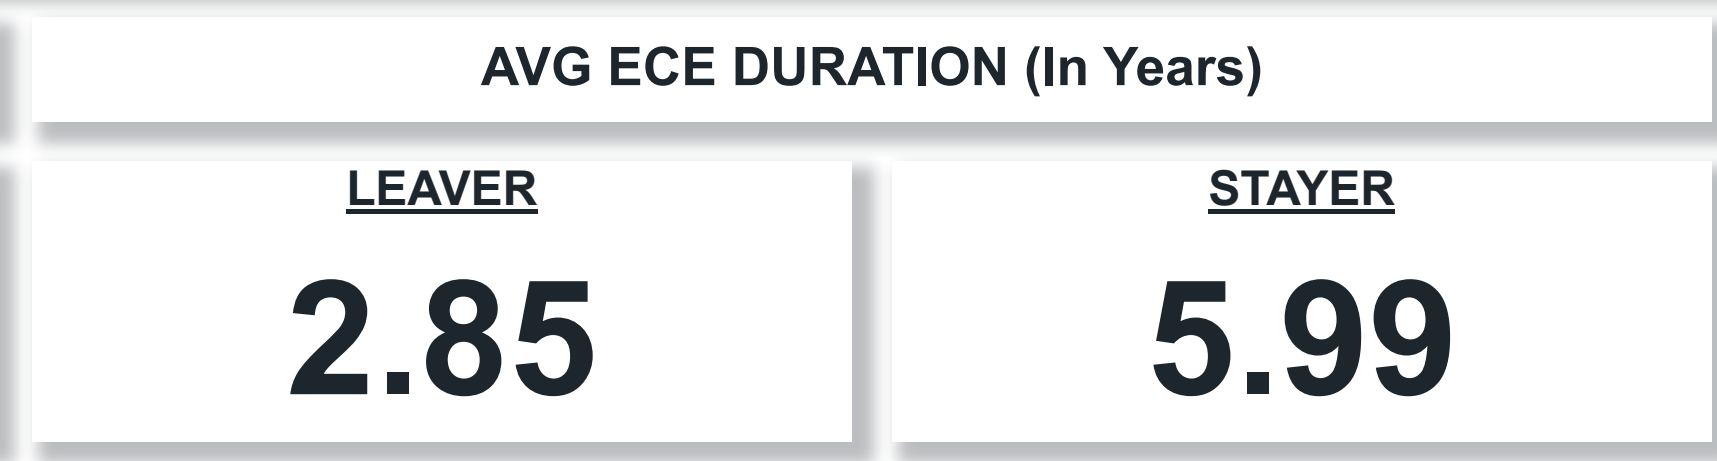 AVG ECE DURATION (In Years)
LEAVER
2.85
STAYER
5.99